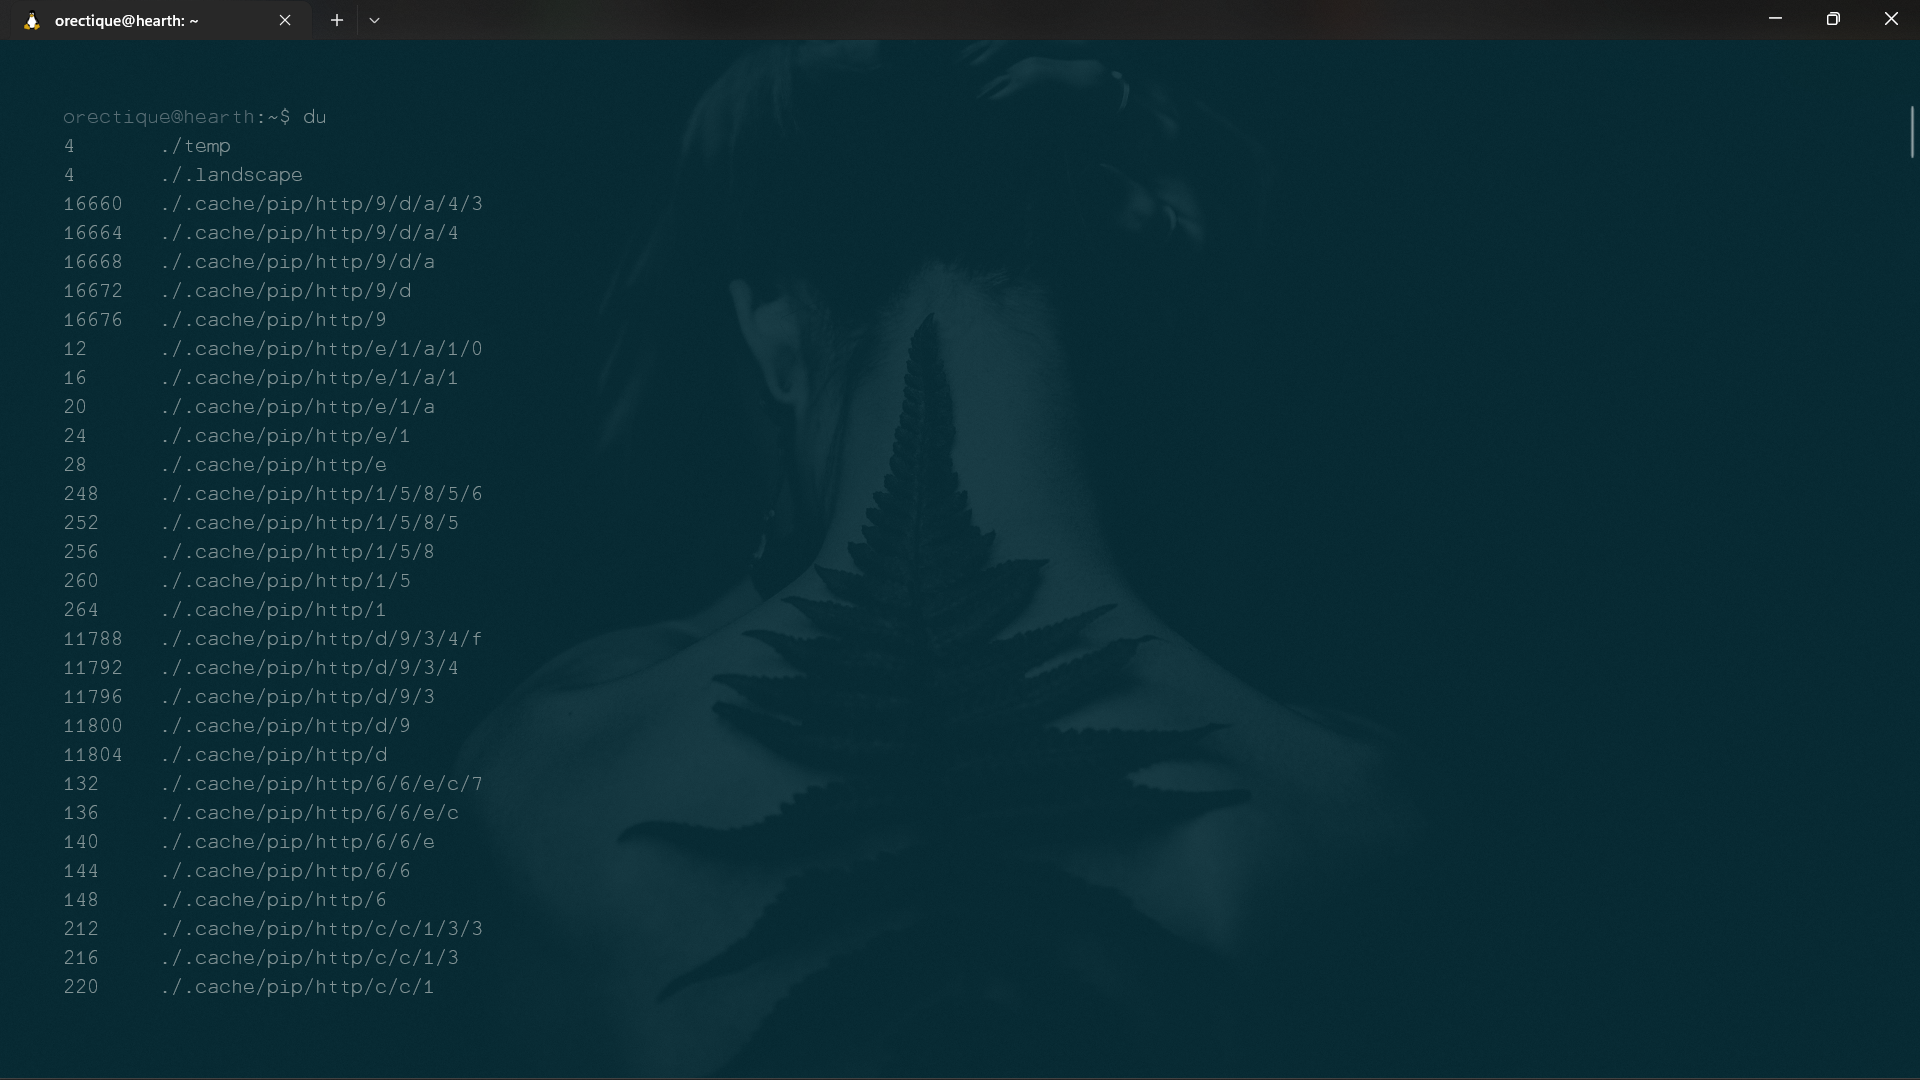 orectique@hearth: ~
orectique@hearth:~$ du
4 ./temp
4 ./.landscape
16660 ./.cache/pip/http/9/d/a/4/3
16664 ./.cache/pip/http/9/d/a/4
16668 ./.cache/pip/http/9/d/a
16672 ./.cache/pip/http/9/d
16676 ./.cache/pip/http/9
12 ./.cache/pip/http/e/1/a/1/0
16 ./.cache/pip/http/e/1/a/1
20 ./.cache/pip/http/e/1/a
24 ./.cache/pip/http/e/1
28 ./.cache/pip/http/e
248 ./.cache/pip/http/1/5/8/5/6
252 ./.cache/pip/http/1/5/8/5
256 ./.cache/pip/http/1/5/8
260 ./.cache/pip/http/1/5
264 ./.cache/pip/http/1
11788 ./.cache/pip/http/d/9/3/4/f
11792 ./.cache/pip/http/d/9/3/4
11796 ./.cache/pip/http/d/9/3
11800 ./.cache/pip/http/d/9
11804 ./.cache/pip/http/d
132 ./.cache/pip/http/6/6/e/c/7
136 ./.cache/pip/http/6/6/e/c
140 ./.cache/pip/http/6/6/e
144 ./.cache/pip/http/6/6
148 ./.cache/pip/http/6
212 ./.cache/pip/http/c/c/1/3/3
216 ./.cache/pip/http/c/c/1/3
220 ./.cache/pip/http/c/c/1